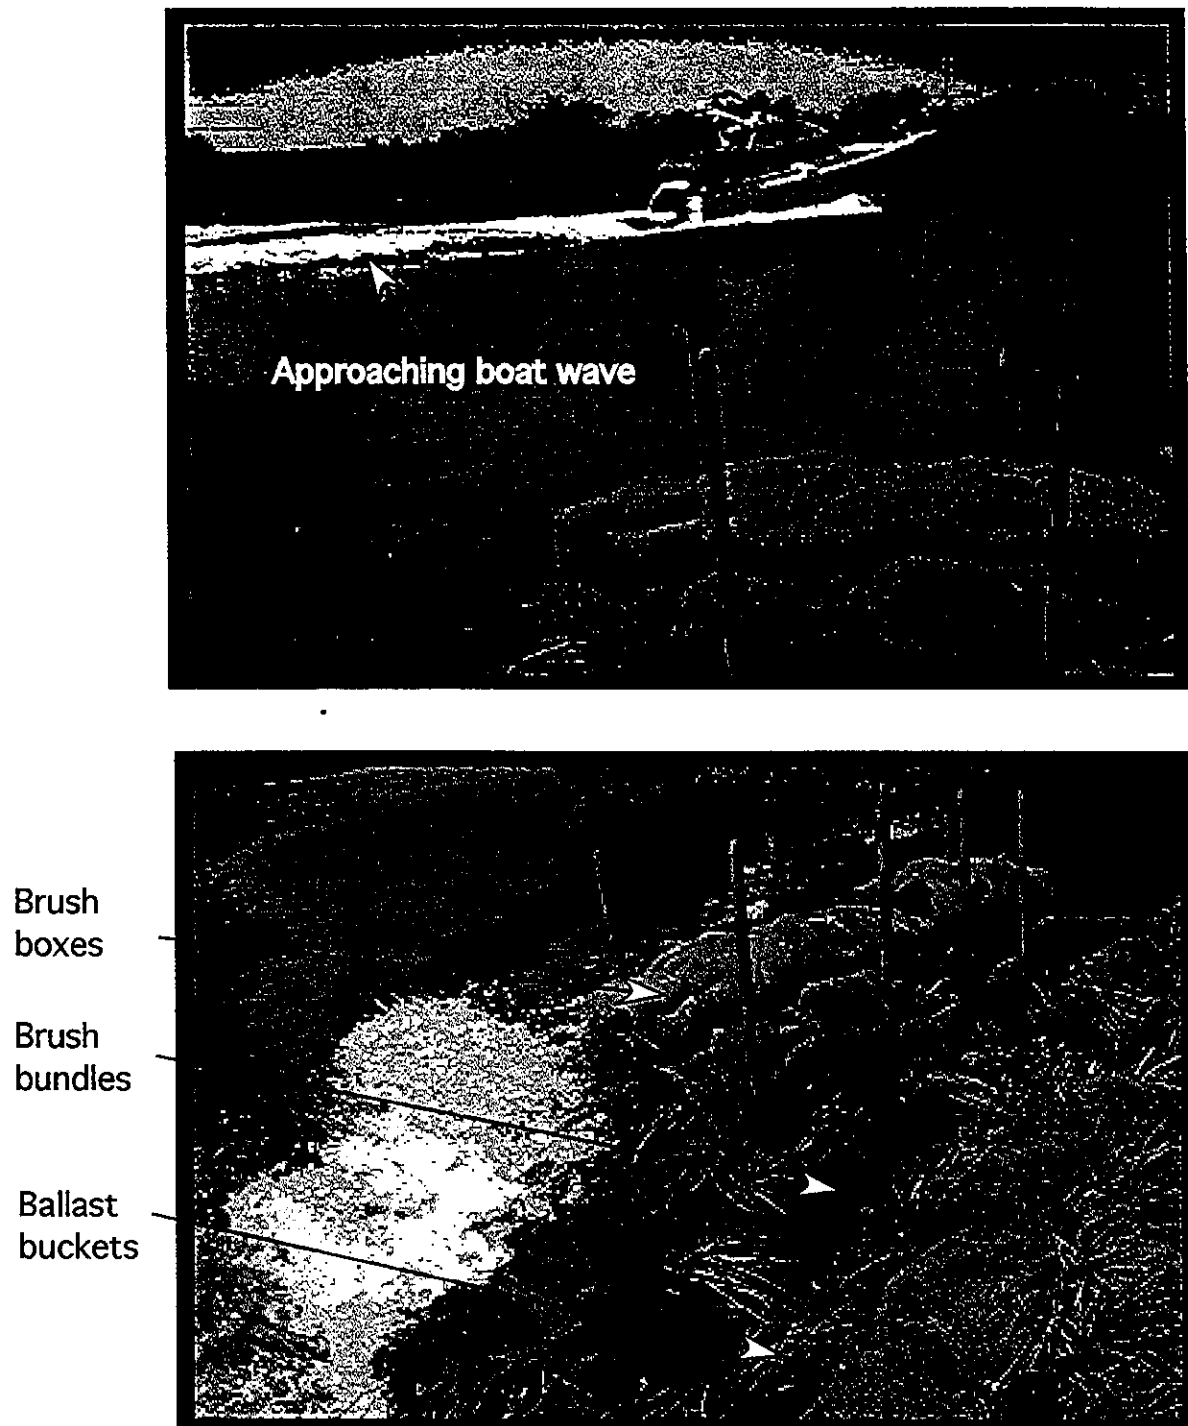 Approaching boat wave
Brush
boxes
Brush
bundles
Ballast
buckets